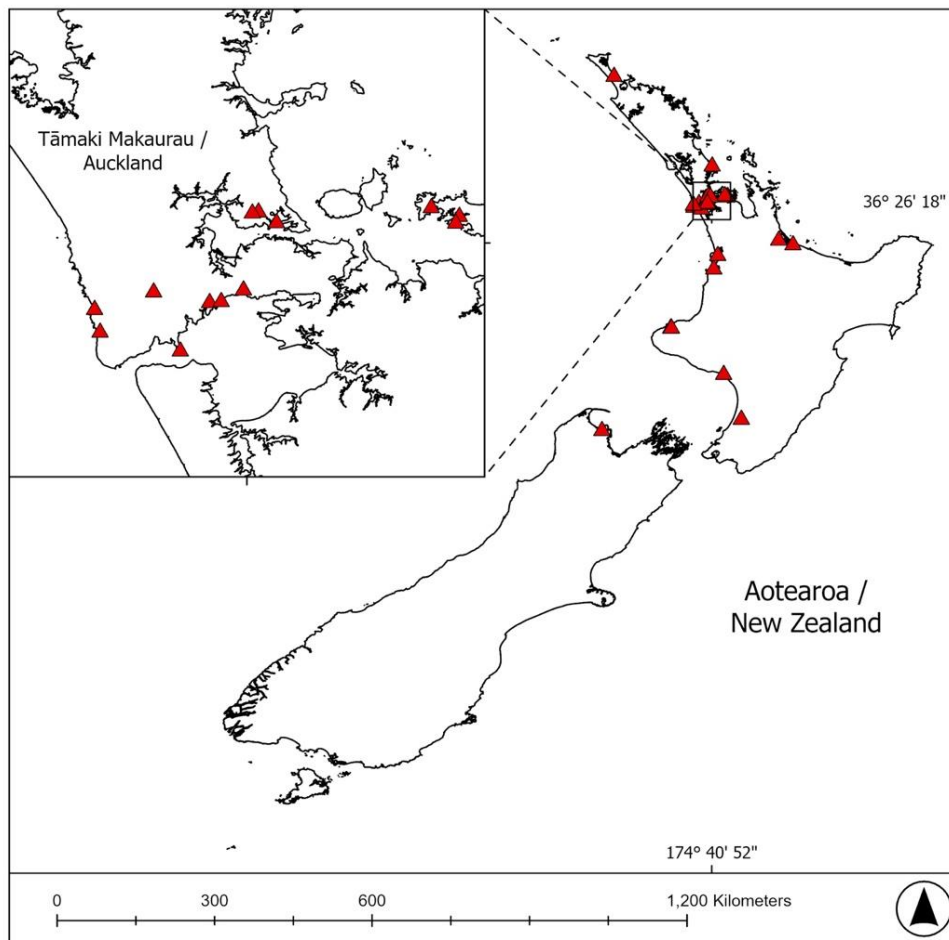 Tāmaki Makaurau /
Auckland
36° 26' 18"
Aotearoa /
New Zealand
174° 40' 52"
0 300 600 1,200 Kilometers